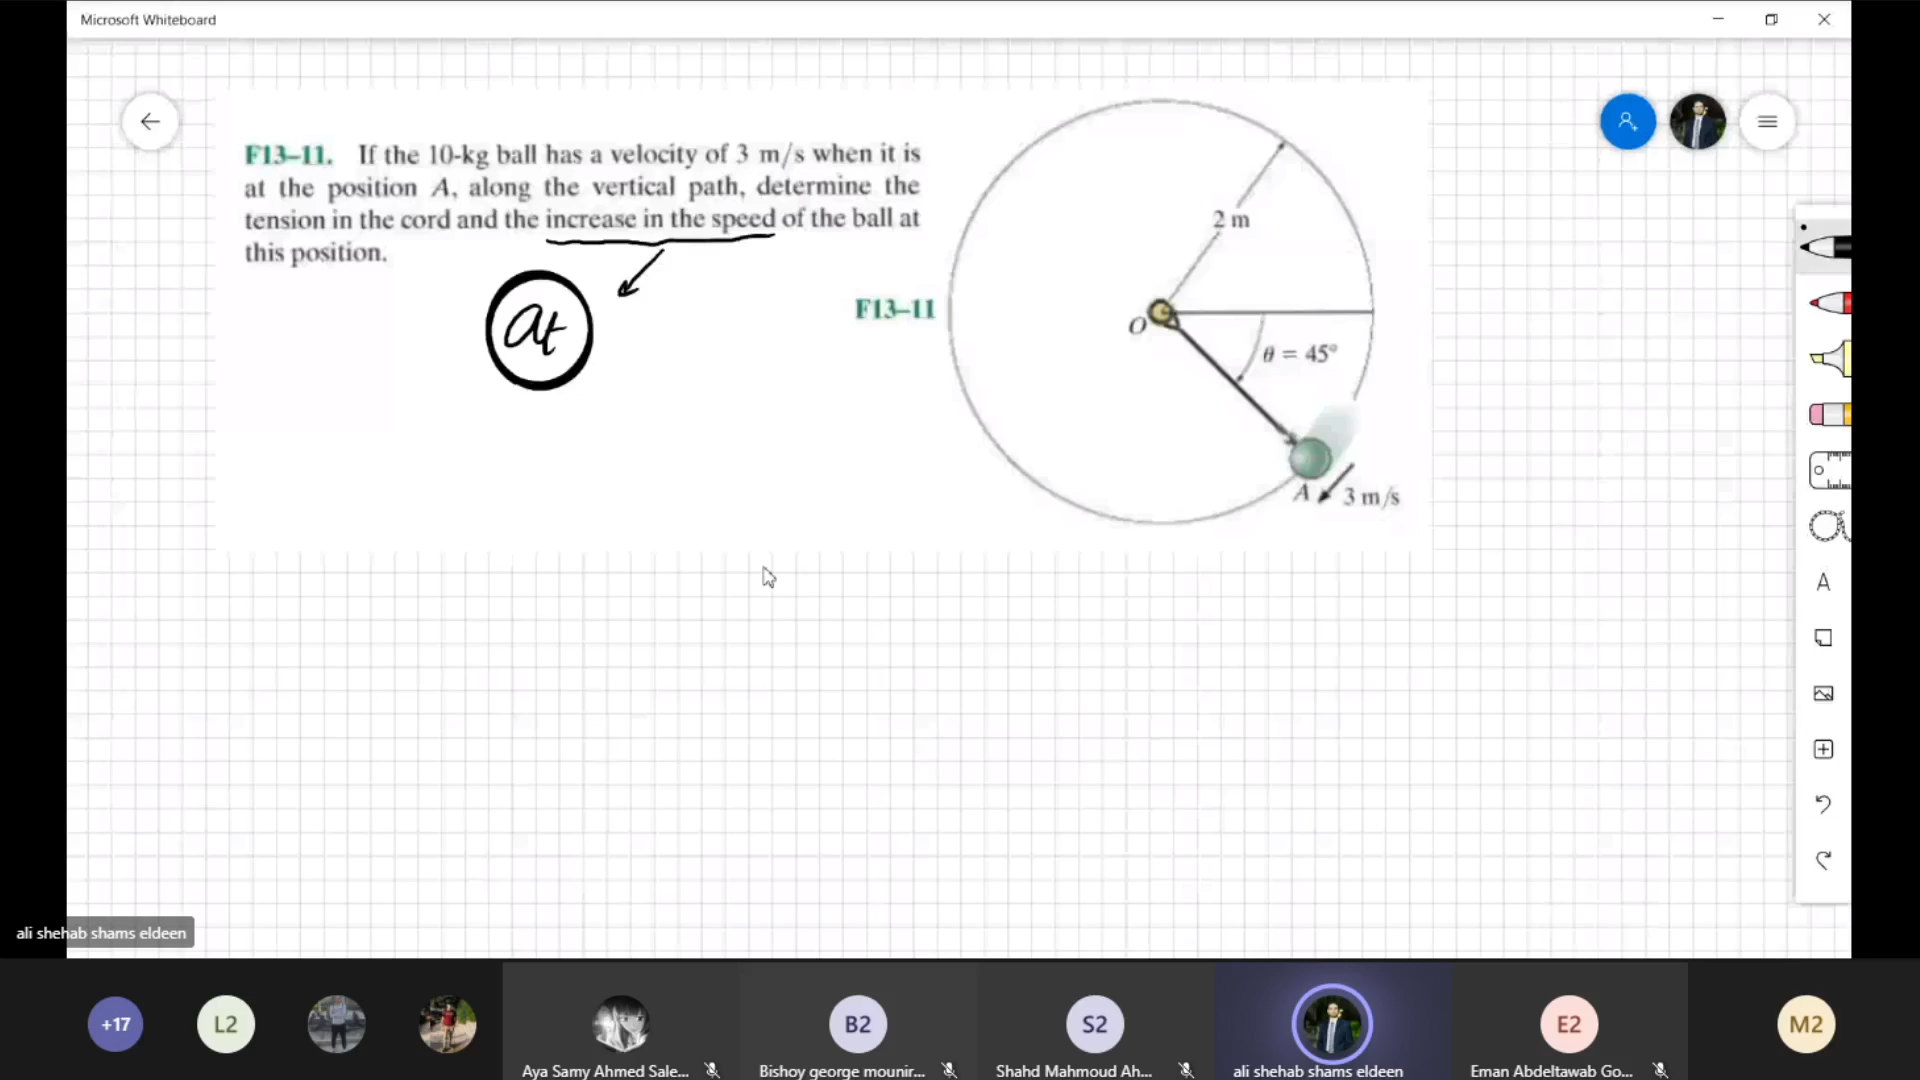 Microsoft Whiteboard
F13–11. If the 10-kg ball has a velocity of 3 m/s when it is
at the position A, along the vertical path, determine the
tension in the cord and the increase in the speed of the ball at
this position.
at
F13–11
2 m
O
θ = 45°
A
3 m/s
A
ali shehab shams eldeen
+17
L2
B2
S2
E2
M2
Aya Samy Ahmed Sale...
Bishoy george mounir...
Shahd Mahmoud Ah...
ali shehab shams eldeen
Eman Abdeltawab Go...